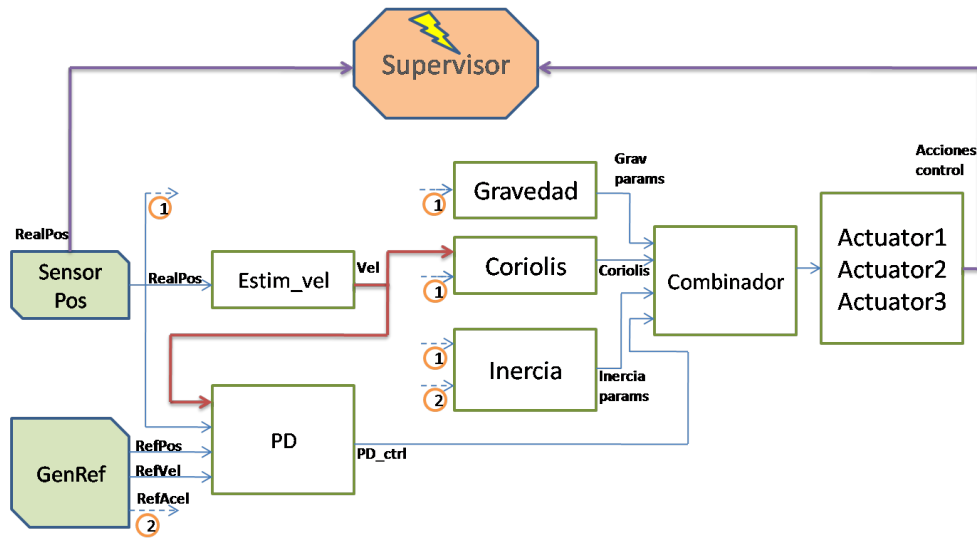 Supervisor
Acciones
control
Grav
params
Gravedad
1
1
RealPos
Sensor
Pos
RealPos
Estim_vel
Vel
Coriolis
1
Coriolis
Combinador
Actuator1
Actuator2
Actuator3
1
2
Inercia
Inercia
params
PD
PD_ctrl
GenRef
RefPos
RefVel
RefAcel
2